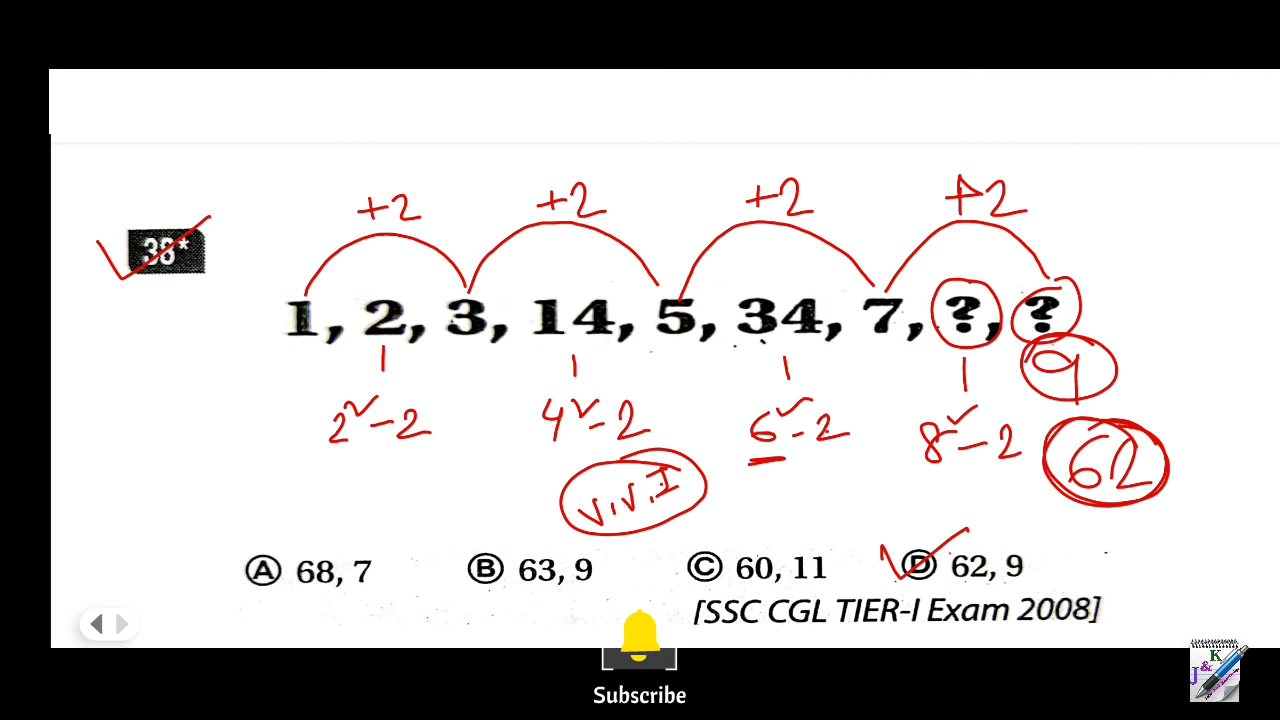 +2 +2 +2 +2
38*
1, 2, 3, 14, 5, 34, 7, ?, ?
9
2²-2 4²-2 6²-2 8²-2 62
V.V.I
Ⓐ 68, 7 Ⓑ 63, 9 Ⓒ 60, 11 Ⓓ 62, 9
[SSC CGL TIER-I Exam 2008]
Subscribe
J&K